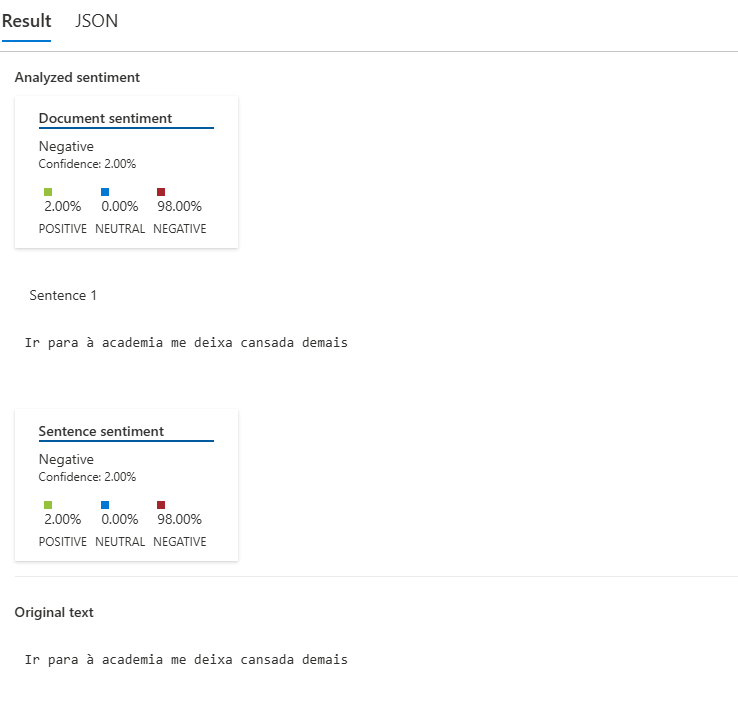 Result JSON
Analyzed sentiment
Document sentiment
Negative
Confidence: 2.00%
2.00% 0.00% 98.00%
POSITIVE NEUTRAL NEGATIVE
Sentence 1
Ir para à academia me deixa cansada demais
Sentence sentiment
Negative
Confidence: 2.00%
2.00% 0.00% 98.00%
POSITIVE NEUTRAL NEGATIVE
Original text
Ir para à academia me deixa cansada demais